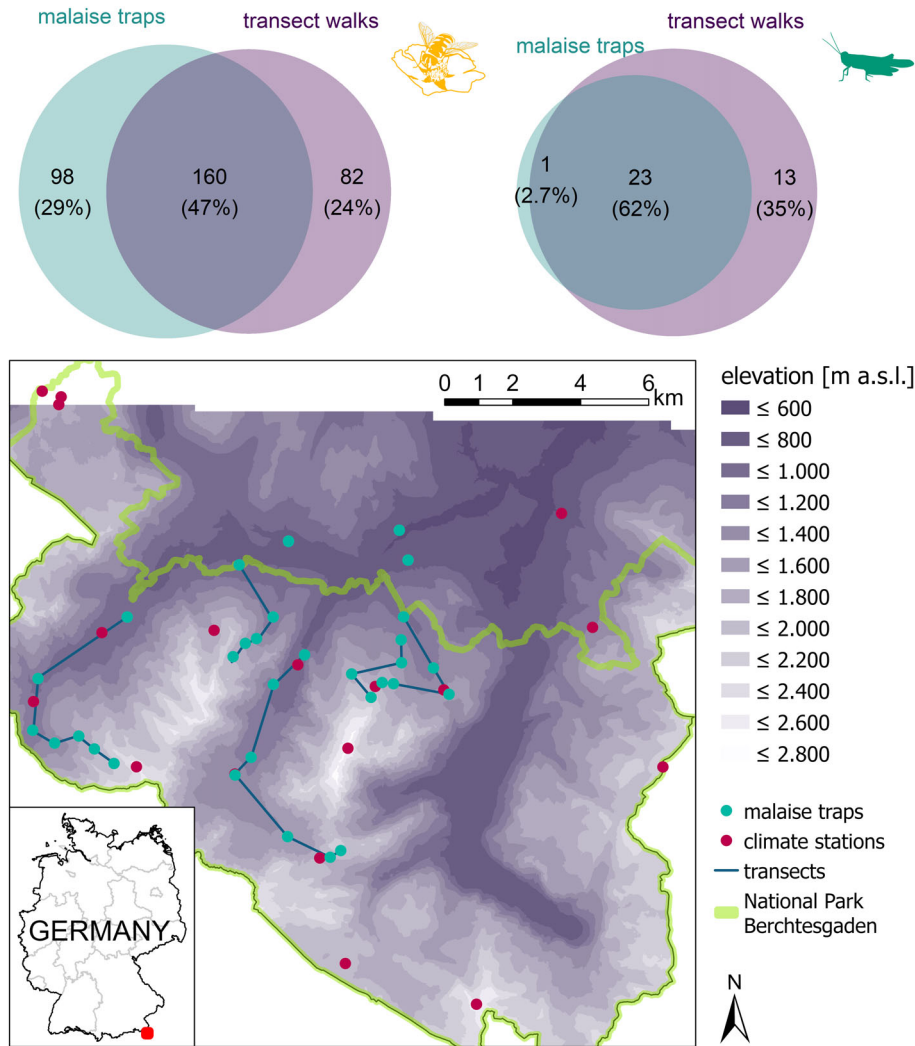 malaise traps
transect walks
98
(29%)
160
(47%)
82
(24%)
transect walks
malaise traps
1
(2.7%)
23
(62%)
13
(35%)
0 1 2 4 6
km
elevation [m a.s.l.]
≤ 600
≤ 800
≤ 1.000
≤ 1.200
≤ 1.400
≤ 1.600
≤ 1.800
≤ 2.000
≤ 2.200
≤ 2.400
≤ 2.600
≤ 2.800
malaise traps
climate stations
transects
National Park
Berchtesgaden
GERMANY
N